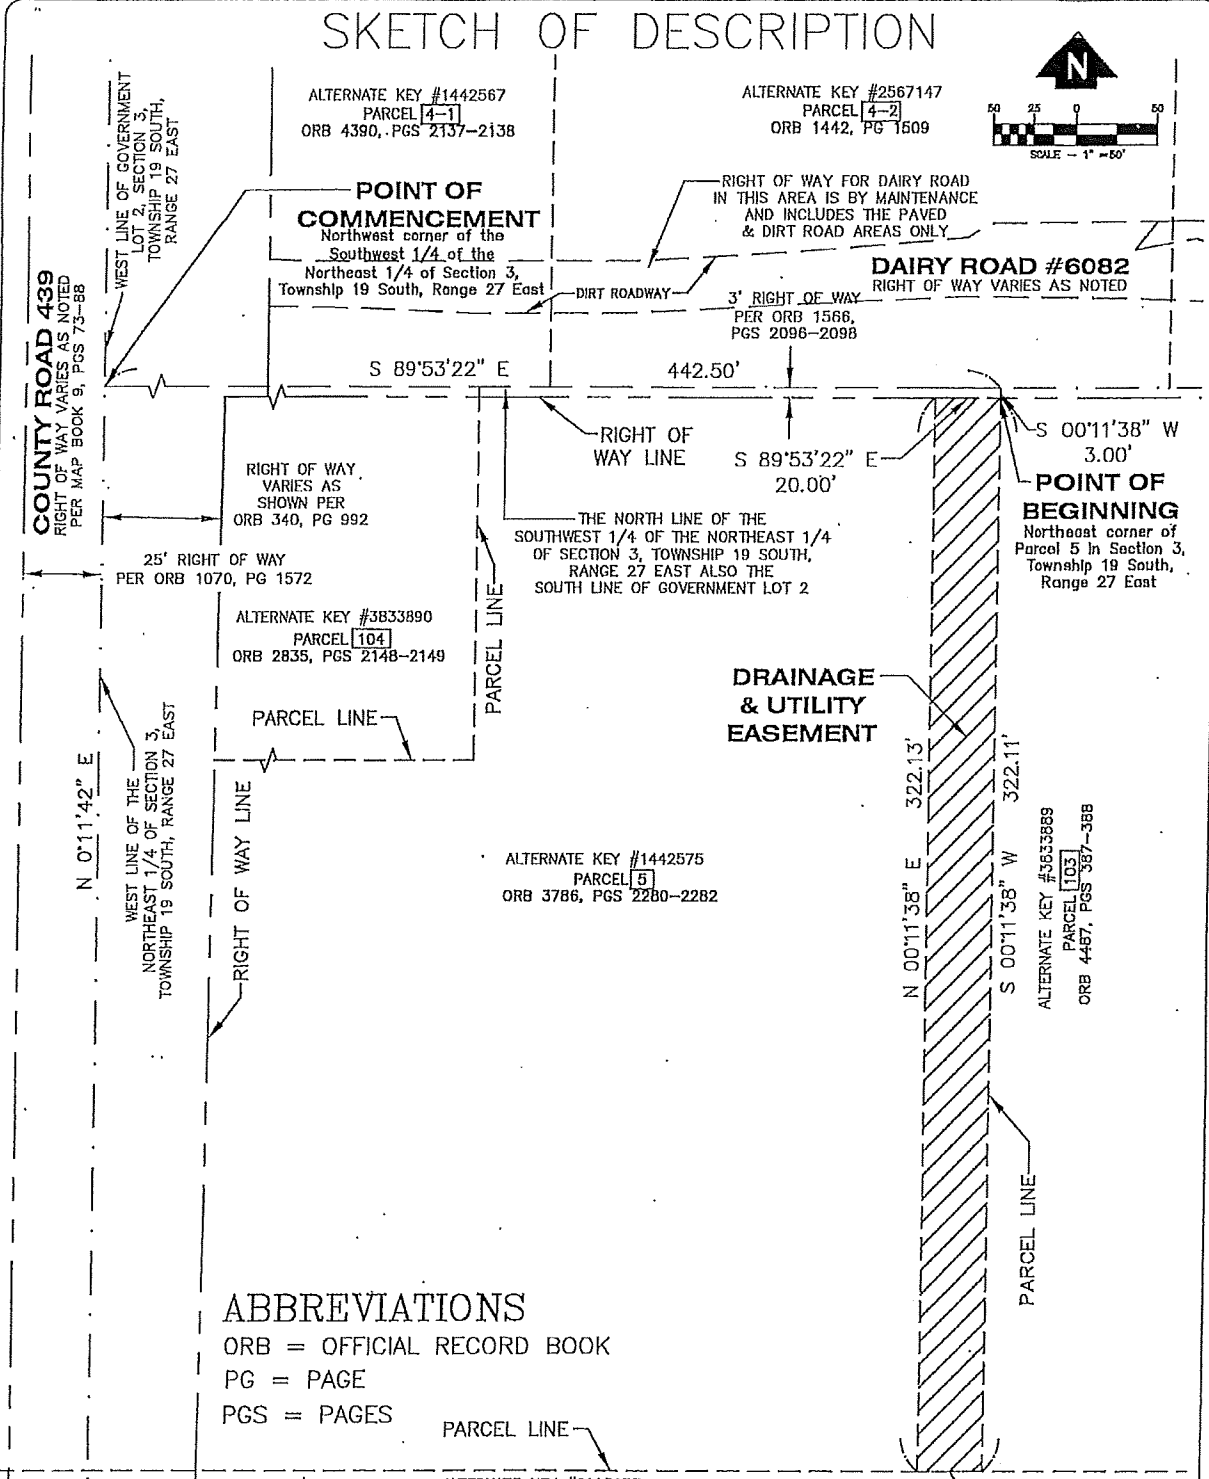 SKETCH OF DESCRIPTION
N
50 25 0 50
SCALE - 1" = 50'
ALTERNATE KEY #1442567
PARCEL 4-1
ORB 4390, PGS 2137-2138
ALTERNATE KEY #2567147
PARCEL 4-2
ORB 1442, PG 1509
WEST LINE OF GOVERNMENT
LOT 2, SECTION 3,
TOWNSHIP 19 SOUTH,
RANGE 27 EAST
POINT OF
COMMENCEMENT
Northwest corner of the
Southwest 1/4 of the
Northeast 1/4 of Section 3,
Township 19 South, Range 27 East
RIGHT OF WAY FOR DAIRY ROAD
IN THIS AREA IS BY MAINTENANCE
AND INCLUDES THE PAVED
& DIRT ROAD AREAS ONLY
DAIRY ROAD #6082
RIGHT OF WAY VARIES AS NOTED
DIRT ROADWAY
3' RIGHT OF WAY
PER ORB 1566,
PGS 2096-2098
COUNTY ROAD 439
RIGHT OF WAY VARIES AS NOTED
PER MAP BOOK 9, PGS 73-88
S 89°53'22" E
442.50'
RIGHT OF
WAY LINE
S 89°53'22" E
20.00'
S 00°11'38" W
3.00'
POINT OF
BEGINNING
Northeast corner of
Parcel 5 in Section 3,
Township 19 South,
Range 27 East
RIGHT OF WAY
VARIES AS
SHOWN PER
ORB 340, PG 992
THE NORTH LINE OF THE
SOUTHWEST 1/4 OF THE NORTHEAST 1/4
OF SECTION 3, TOWNSHIP 19 SOUTH,
RANGE 27 EAST ALSO THE
SOUTH LINE OF GOVERNMENT LOT 2
25' RIGHT OF WAY
PER ORB 1070, PG 1572
ALTERNATE KEY #3833890
PARCEL 104
ORB 2835, PGS 2148-2149
PARCEL LINE
PARCEL LINE
DRAINAGE
& UTILITY
EASEMENT
N 0°11'42" E
WEST LINE OF THE
NORTHEAST 1/4 OF SECTION 3,
TOWNSHIP 19 SOUTH, RANGE 27 EAST
RIGHT OF WAY LINE
ALTERNATE KEY #1442575
PARCEL 5
ORB 3786, PGS 2280-2282
N 00°11'38" E 322.13'
S 00°11'38" W 322.11'
ALTERNATE KEY #3833889
PARCEL 103
ORB 4487, PGS 387-388
PARCEL LINE
ABBREVIATIONS
ORB = OFFICIAL RECORD BOOK
PG = PAGE
PGS = PAGES
PARCEL LINE